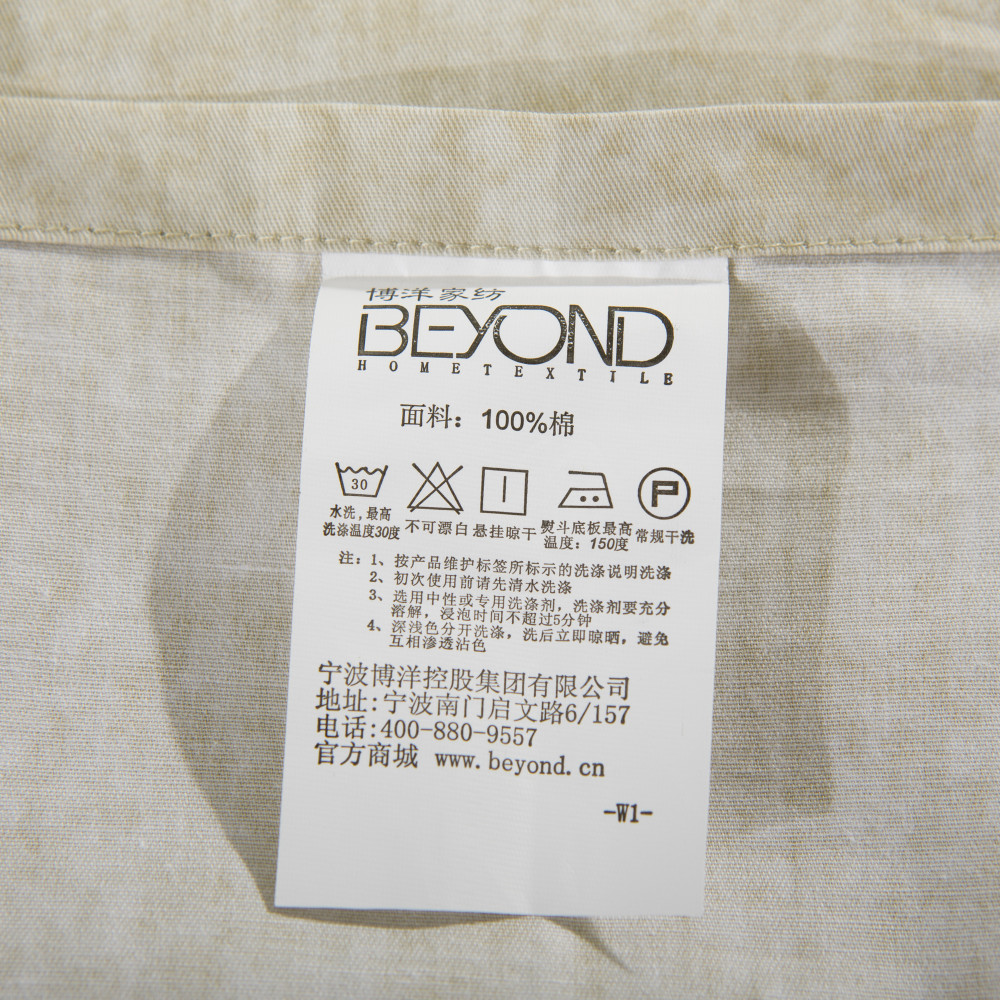 博洋家纺
BEYOND
HOMETEXTILE
面料：100%棉
30
P
水洗，最高
洗涤温度30度
不可漂白
悬挂晾干
熨斗底板最高
温度：150度
常规干洗
注：1、按产品维护标签所标示的洗涤说明洗涤
2、初次使用前请先清水洗涤
3、选用中性或专用洗涤剂，洗涤剂要充分
溶解，浸泡时间不超过5分钟
4、深浅色分开洗涤，洗后立即晾晒，避免
互相渗透沾色
宁波博洋控股集团有限公司
地址:宁波南门启文路6/157
电话:400-880-9557
官方商城 www.beyond.cn
-W1-